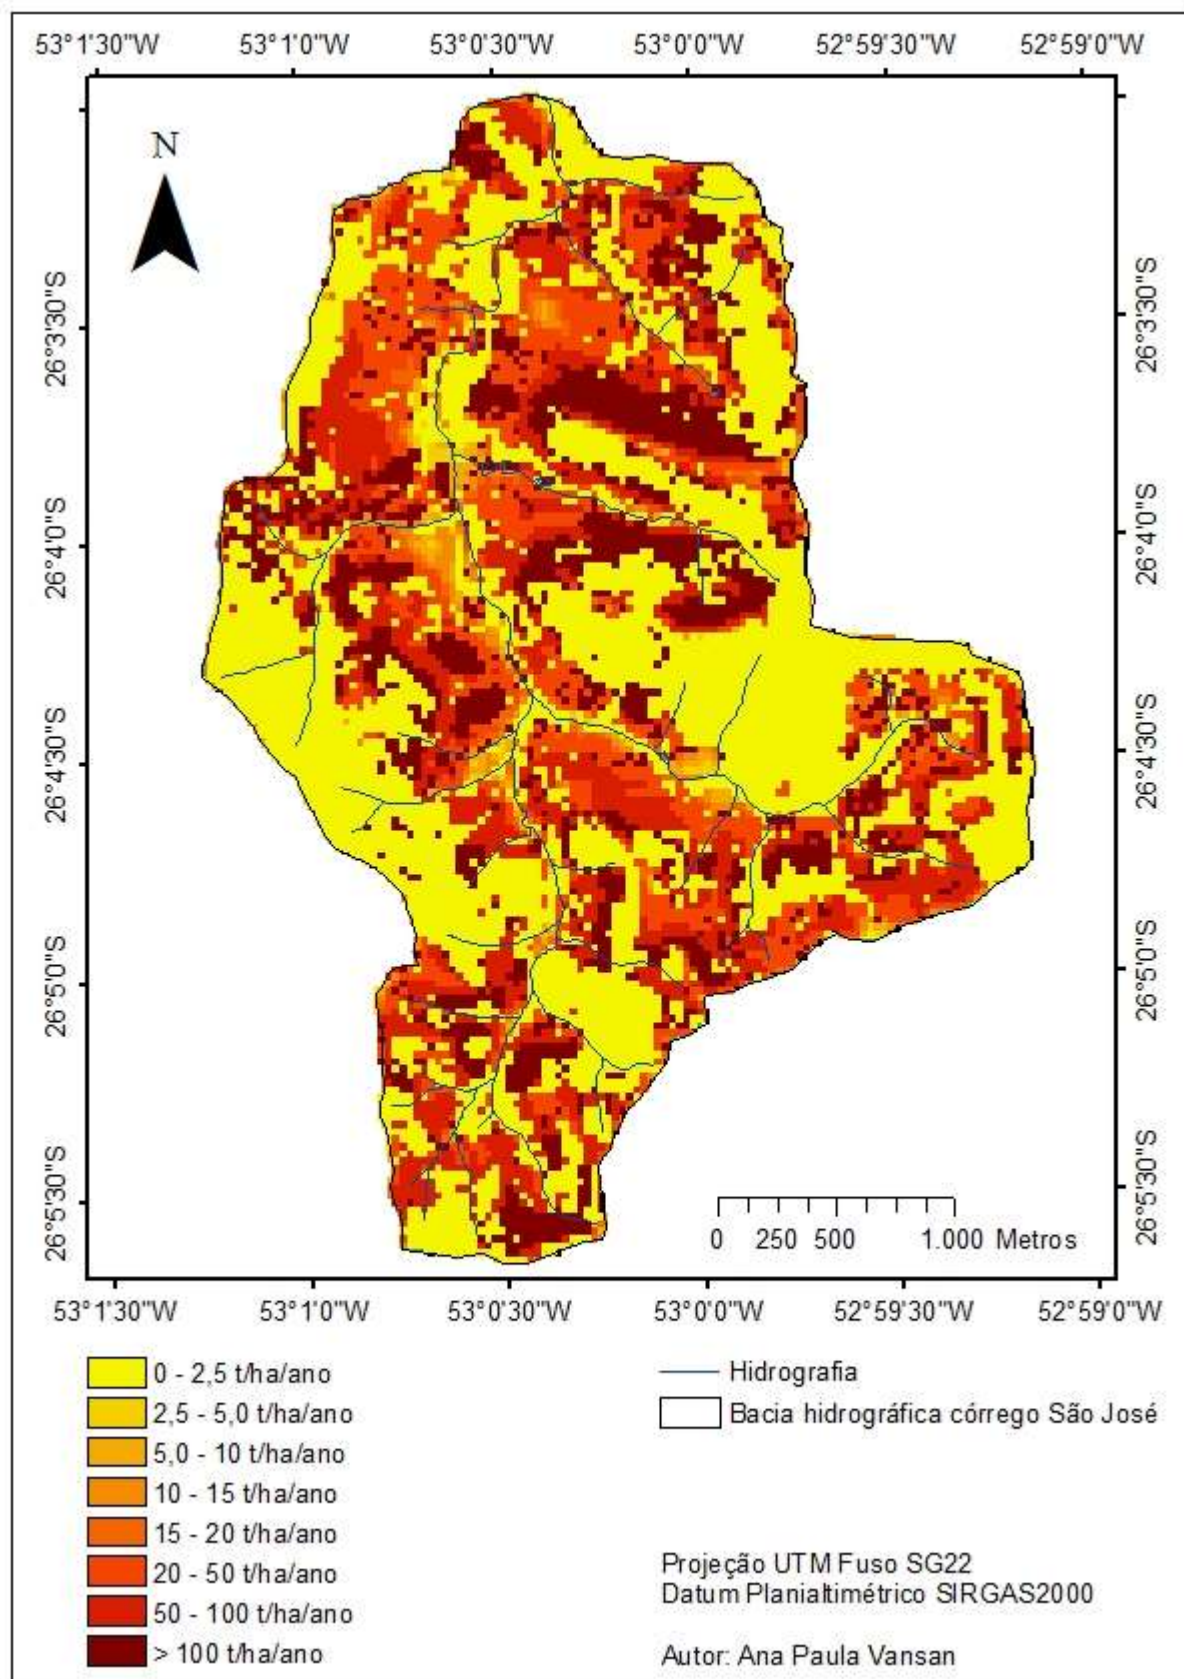 53°1'30"W 53°1'0"W 53°0'30"W 53°0'0"W 52°59'30"W 52°59'0"W
N
26°3'30"S 26°3'30"S
26°4'0"S 26°4'0"S
26°4'30"S 26°4'30"S
26°5'0"S 26°5'0"S
26°5'30"S 26°5'30"S
0 250 500 1.000 Metros
53°1'30"W 53°1'0"W 53°0'30"W 53°0'0"W 52°59'30"W 52°59'0"W
0 - 2,5 t/ha/ano
2,5 - 5,0 t/ha/ano
5,0 - 10 t/ha/ano
10 - 15 t/ha/ano
15 - 20 t/ha/ano
20 - 50 t/ha/ano
50 - 100 t/ha/ano
> 100 t/ha/ano
Hidrografia
Bacia hidrográfica córrego São José
Projeção UTM Fuso SG22
Datum Planialtimétrico SIRGAS2000
Autor: Ana Paula Vansan